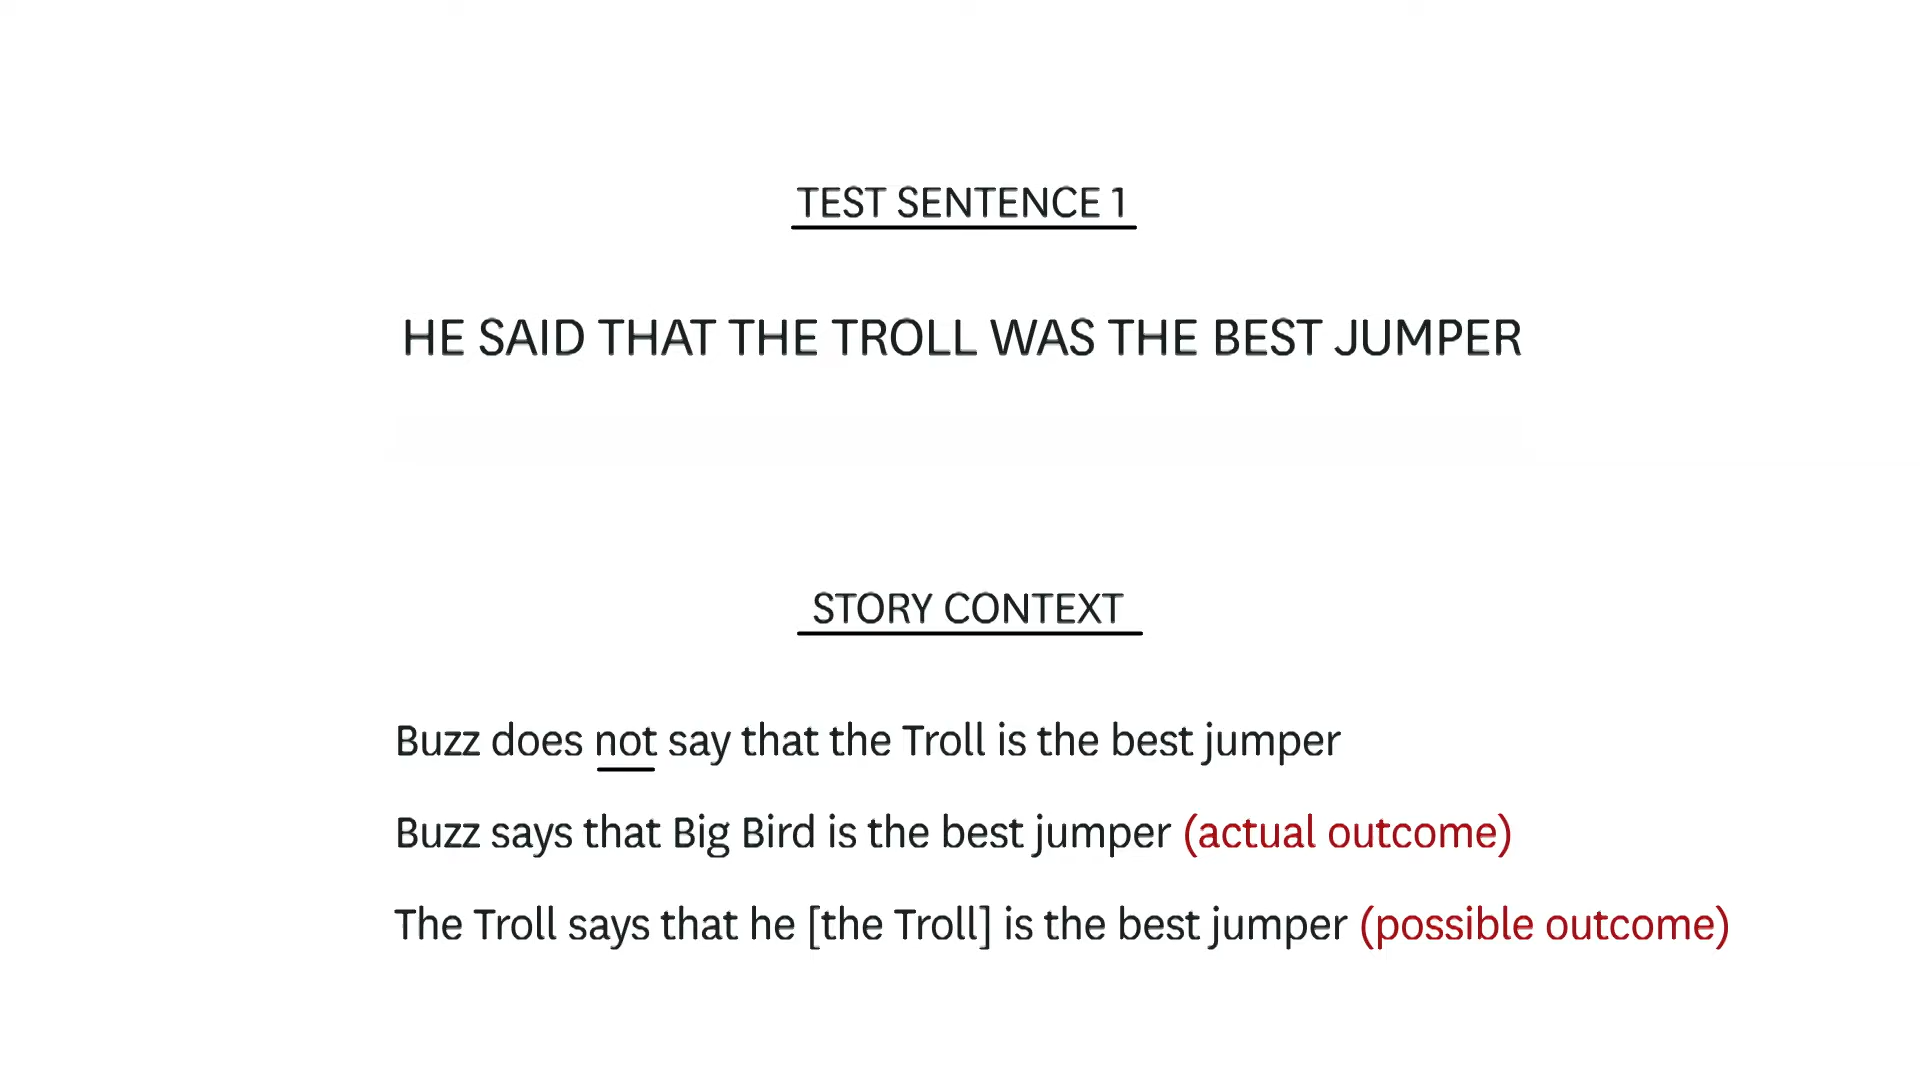 TEST SENTENCE 1
HE SAID THAT THE TROLL WAS THE BEST JUMPER
STORY CONTEXT
Buzz does not say that the Troll is the best jumper
Buzz says that Big Bird is the best jumper (actual outcome)
The Troll says that he [the Troll] is the best jumper (possible outcome)